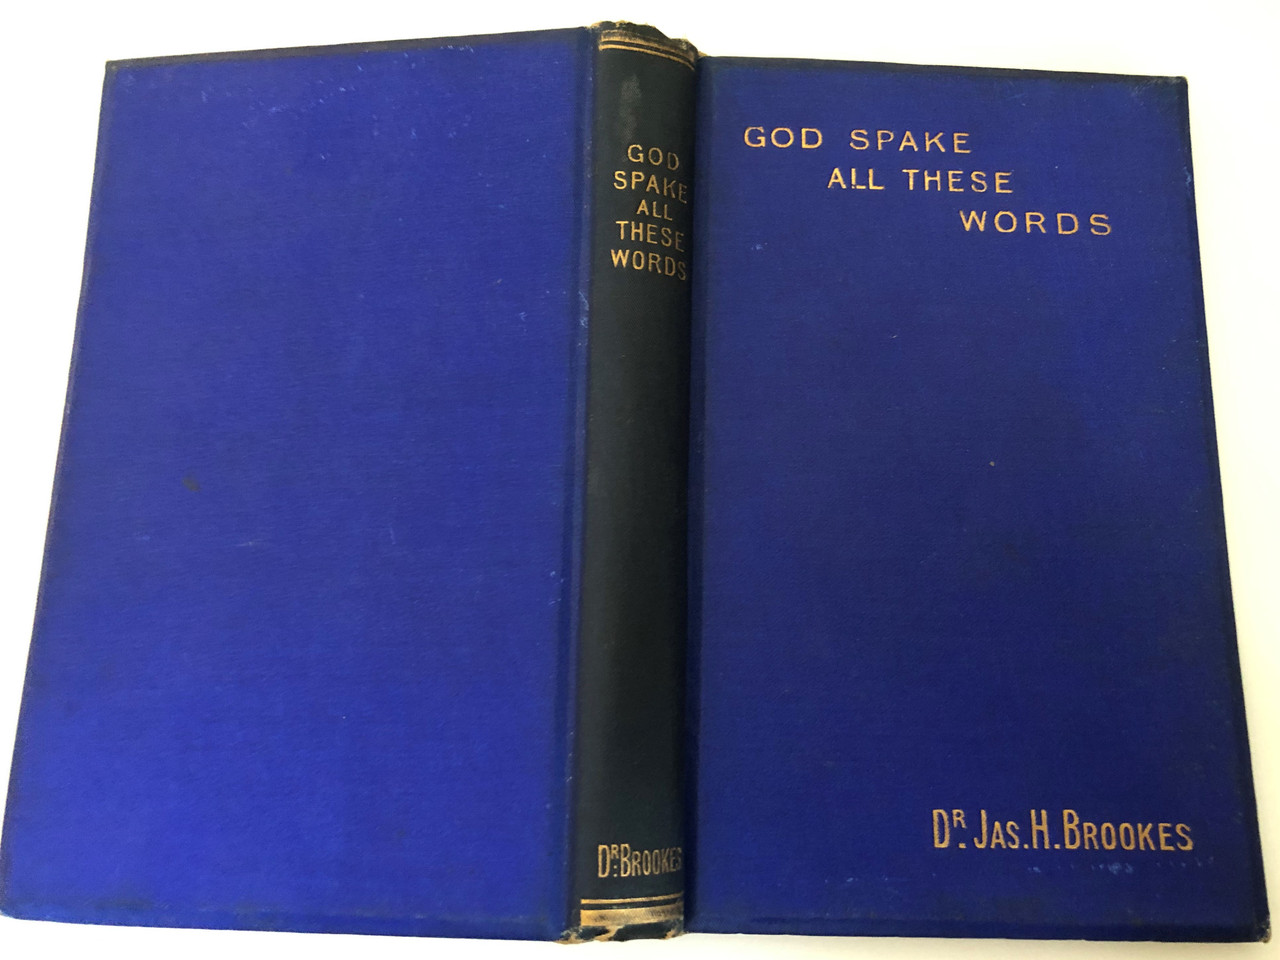 GOD
SPAKE
ALL
THESE
WORDS
DR. BROOKES
GOD SPAKE
ALL THESE
WORDS
DR. JAS. H. BROOKES